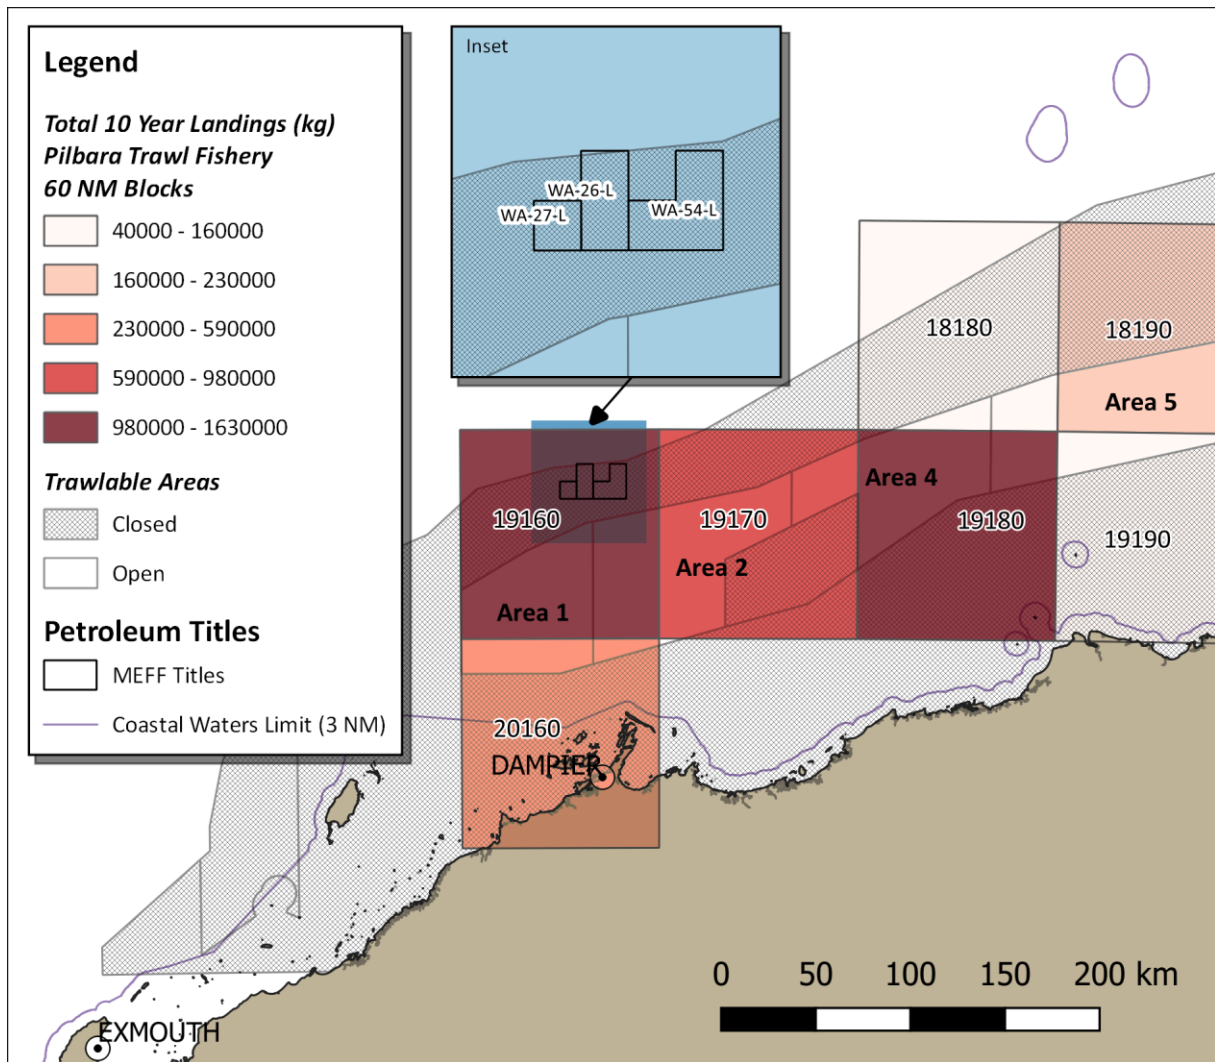 Legend
Total 10 Year Landings (kg)
Pilbara Trawl Fishery
60 NM Blocks
40000 - 160000
160000 - 230000
230000 - 590000
590000 - 980000
980000 - 1630000
Trawlable Areas
Closed
Open
Petroleum Titles
MEFF Titles
Coastal Waters Limit (3 NM)
Inset
WA-26-L
WA-27-L
WA-54-L
18180
18190
Area 5
Area 4
19160
19170
19180
19190
Area 2
Area 1
20160
DAMPIER
EXMOUTH
0 50 100 150 200 km